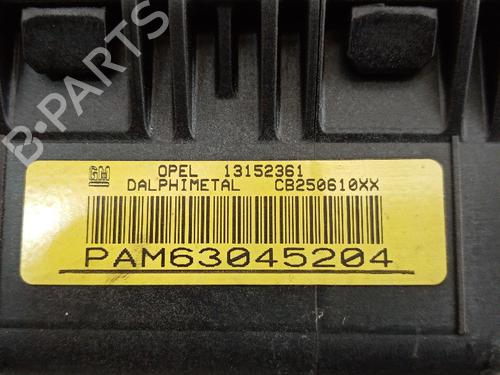 B-PARTS
GM OPEL 13152361
DALPHIMETAL CB250610XX
PAM63045204